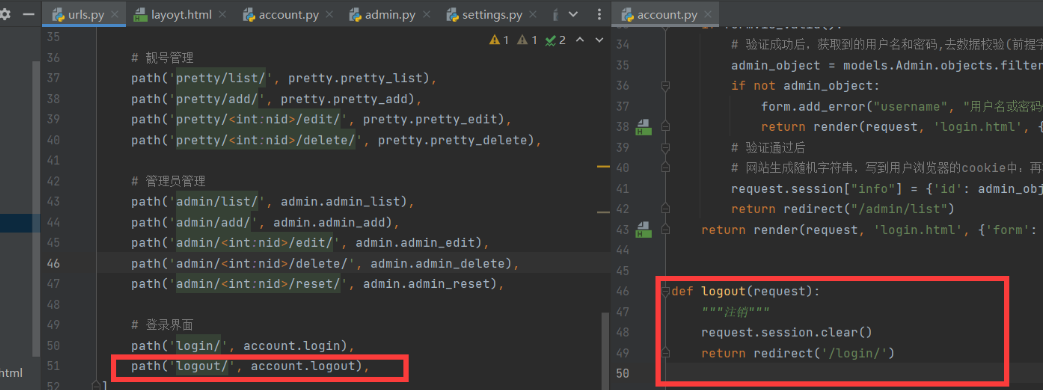 urls.py
layoyt.html
account.py
admin.py
settings.py
account.py
1
1
2
35
36 # 靓号管理
37 path('pretty/list/', pretty.pretty_list),
38 path('pretty/add/', pretty.pretty_add),
39 path('pretty/<int:nid>/edit/', pretty.pretty_edit),
40 path('pretty/<int:nid>/delete/', pretty.pretty_delete),
41
42 # 管理员管理
43 path('admin/list/', admin.admin_list),
44 path('admin/add/', admin.admin_add),
45 path('admin/<int:nid>/edit/', admin.admin_edit),
46 path('admin/<int:nid>/delete/', admin.admin_delete),
47 path('admin/<int:nid>/reset/', admin.admin_reset),
48
49 # 登录界面
50 path('login/', account.login),
51 path('logout/', account.logout),
52 ]
html
34 # 验证成功后，获取到的用户名和密码,去数据校验(前提字
35 admin_object = models.Admin.objects.filter
36 if not admin_object:
37 form.add_error("username", "用户名或密码
38 return render(request, 'login.html', {
39 # 验证通过后
40 # 网站生成随机字符串，写到用户浏览器的cookie中；再
41 request.session["info"] = {'id': admin_obj
42 return redirect("/admin/list")
43 return render(request, 'login.html', {'form':
44
45
46 def logout(request):
47 """注销"""
48 request.session.clear()
49 return redirect('/login/')
50